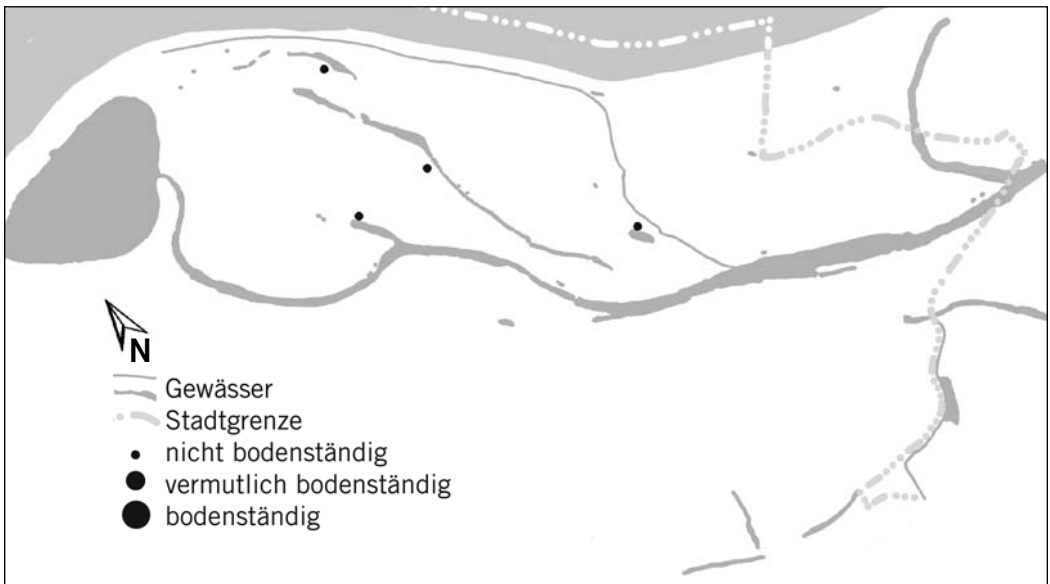 N
Gewässer
Stadtgrenze
nicht bodenständig
vermutlich bodenständig
bodenständig